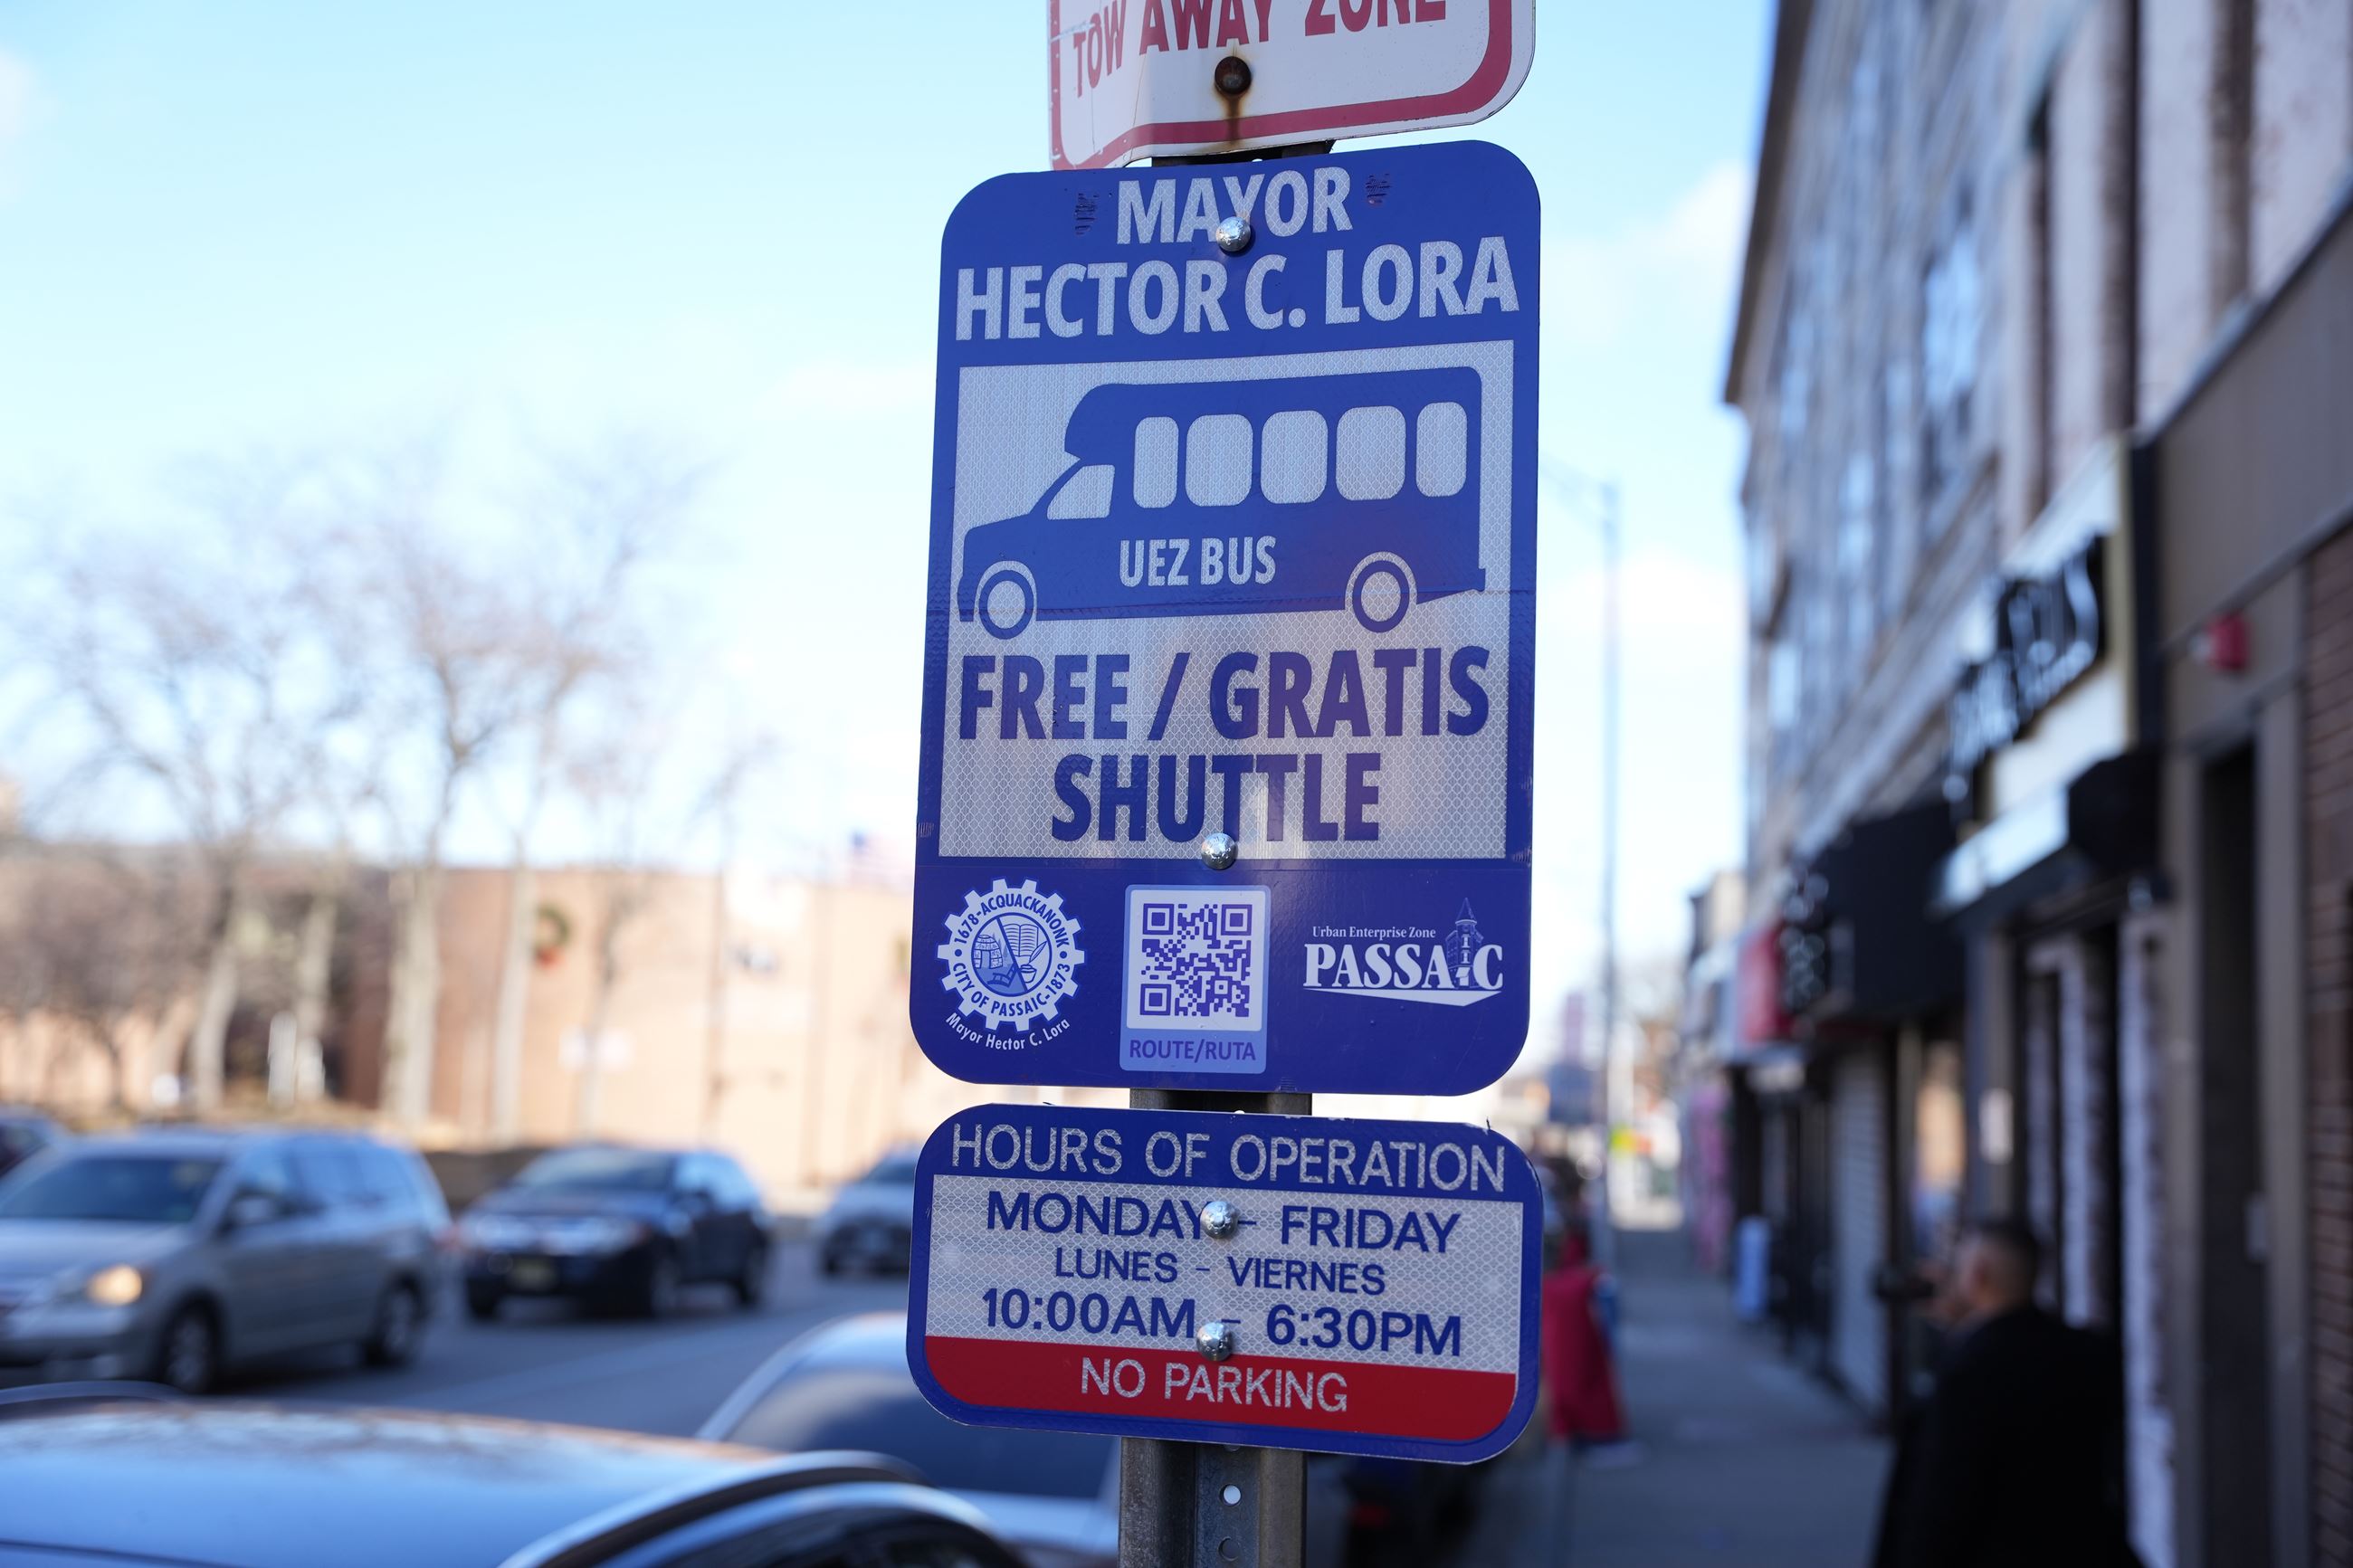 TOW AWAY ZONE
MAYOR
HECTOR C. LORA
UEZ BUS
FREE / GRATIS
SHUTTLE
1678-ACQUACKANONK
CITY OF PASSAIC-1873
Mayor Hector C. Lora
ROUTE/RUTA
Urban Enterprise Zone
PASSAIC
HOURS OF OPERATION
MONDAY - FRIDAY
LUNES - VIERNES
10:00AM - 6:30PM
NO PARKING